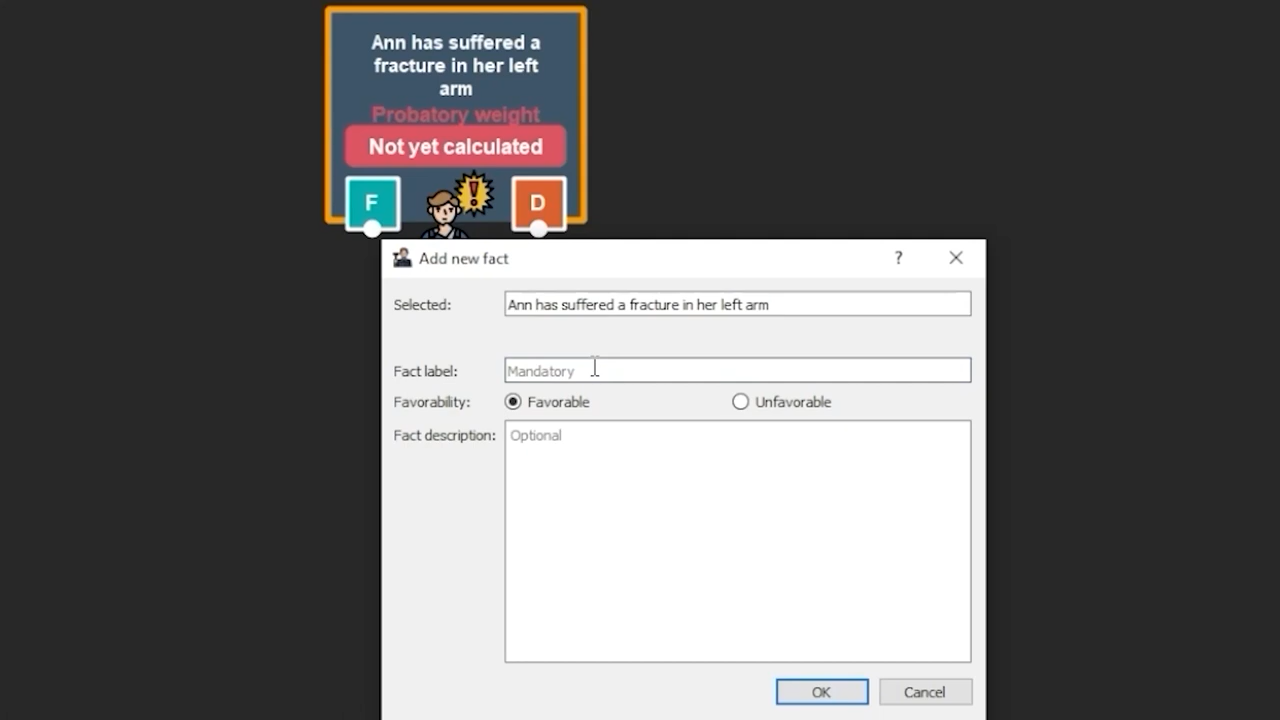 Ann has suffered a
fracture in her left
arm
Probatory weight
Not yet calculated
F
D
Add new fact
?
Selected:
Ann has suffered a fracture in her left arm
Fact label:
Mandatory
Favorability:
Favorable
Unfavorable
Fact description:
Optional
OK
Cancel